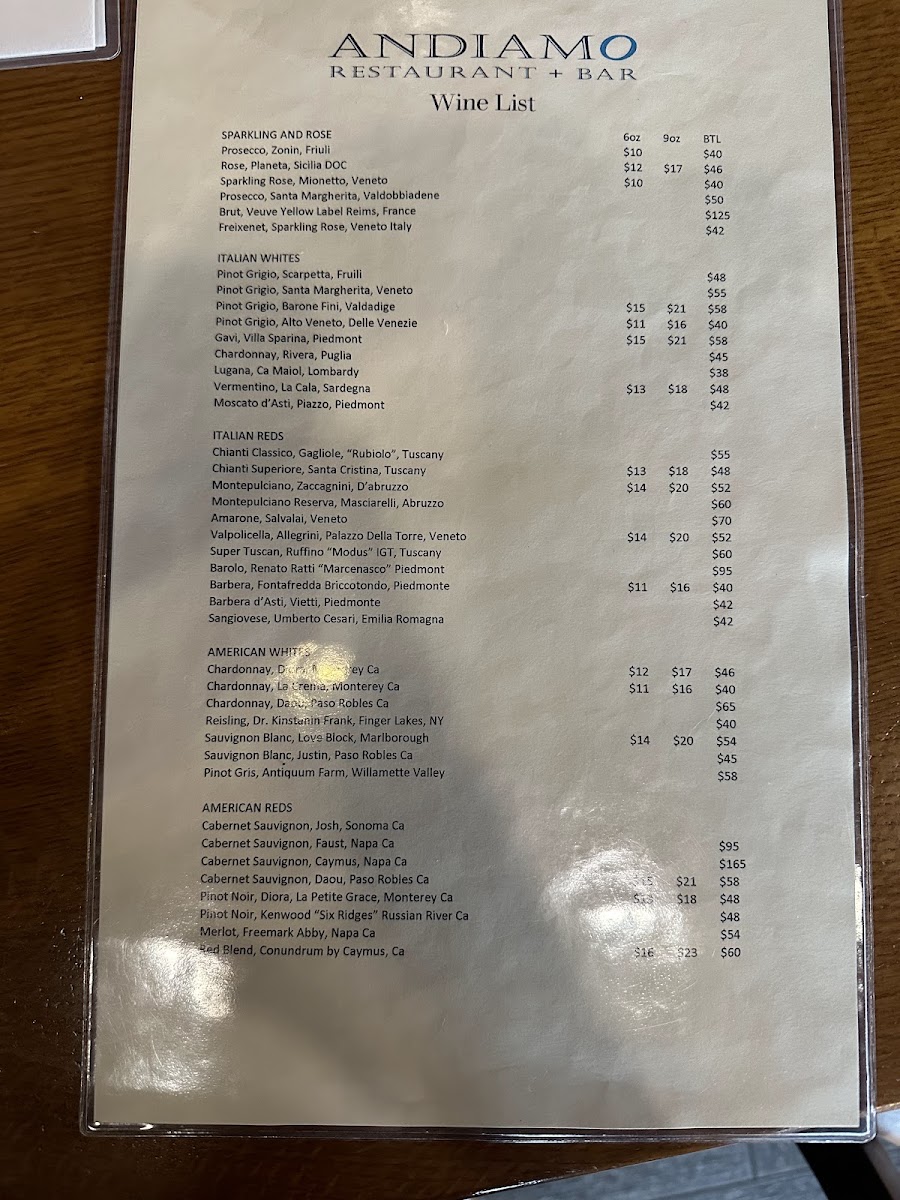 ANDIAMO
RESTAURANT + BAR
Wine List
SPARKLING AND ROSE 6oz 9oz BTL
Prosecco, Zonin, Friuli $10 $40
Rose, Planeta, Sicilia DOC $12 $17 $46
Sparkling Rose, Mionetto, Veneto $10 $40
Prosecco, Santa Margherita, Valdobbiadene $50
Brut, Veuve Yellow Label Reims, France $125
Freixenet, Sparkling Rose, Veneto Italy $42
ITALIAN WHITES
Pinot Grigio, Scarpetta, Fruili $48
Pinot Grigio, Santa Margherita, Veneto $55
Pinot Grigio, Barone Fini, Valdadige $15 $21 $58
Pinot Grigio, Alto Veneto, Delle Venezie $11 $16 $40
Gavi, Villa Sparina, Piedmont $15 $21 $58
Chardonnay, Rivera, Puglia $45
Lugana, Ca Maiol, Lombardy $38
Vermentino, La Cala, Sardegna $13 $18 $48
Moscato d'Asti, Piazzo, Piedmont $42
ITALIAN REDS
Chianti Classico, Gagliole, "Rubiolo", Tuscany $55
Chianti Superiore, Santa Cristina, Tuscany $13 $18 $48
Montepulciano, Zaccagnini, D'abruzzo $14 $20 $52
Montepulciano Reserva, Masciarelli, Abruzzo $60
Amarone, Salvalai, Veneto $70
Valpolicella, Allegrini, Palazzo Della Torre, Veneto $14 $20 $52
Super Tuscan, Ruffino "Modus" IGT, Tuscany $60
Barolo, Renato Ratti "Marcenasco" Piedmont $95
Barbera, Fontafredda Briccotondo, Piedmonte $11 $16 $40
Barbera d'Asti, Vietti, Piedmonte $42
Sangiovese, Umberto Cesari, Emilia Romagna $42
AMERICAN WHITES
Chardonnay, Ca $12 $17 $46
Chardonnay, La Crema, Monterey Ca $11 $16 $40
Chardonnay, Daou, Paso Robles Ca $65
Reisling, Dr. Kinstanin Frank, Finger Lakes, NY $40
Sauvignon Blanc, Love Block, Marlborough $14 $20 $54
Sauvignon Blanc, Justin, Paso Robles Ca $45
Pinot Gris, Antiquum Farm, Willamette Valley $58
AMERICAN REDS
Cabernet Sauvignon, Josh, Sonoma Ca
Cabernet Sauvignon, Faust, Napa Ca $95
Cabernet Sauvignon, Caymus, Napa Ca $165
Cabernet Sauvignon, Daou, Paso Robles Ca $21 $58
Pinot Noir, Diora, La Petite Grace, Monterey Ca $18 $48
Pinot Noir, Kenwood "Six Ridges" Russian River Ca $48
Merlot, Freemark Abby, Napa Ca $54
Red Blend, Conundrum by Caymus, Ca $16 $23 $60